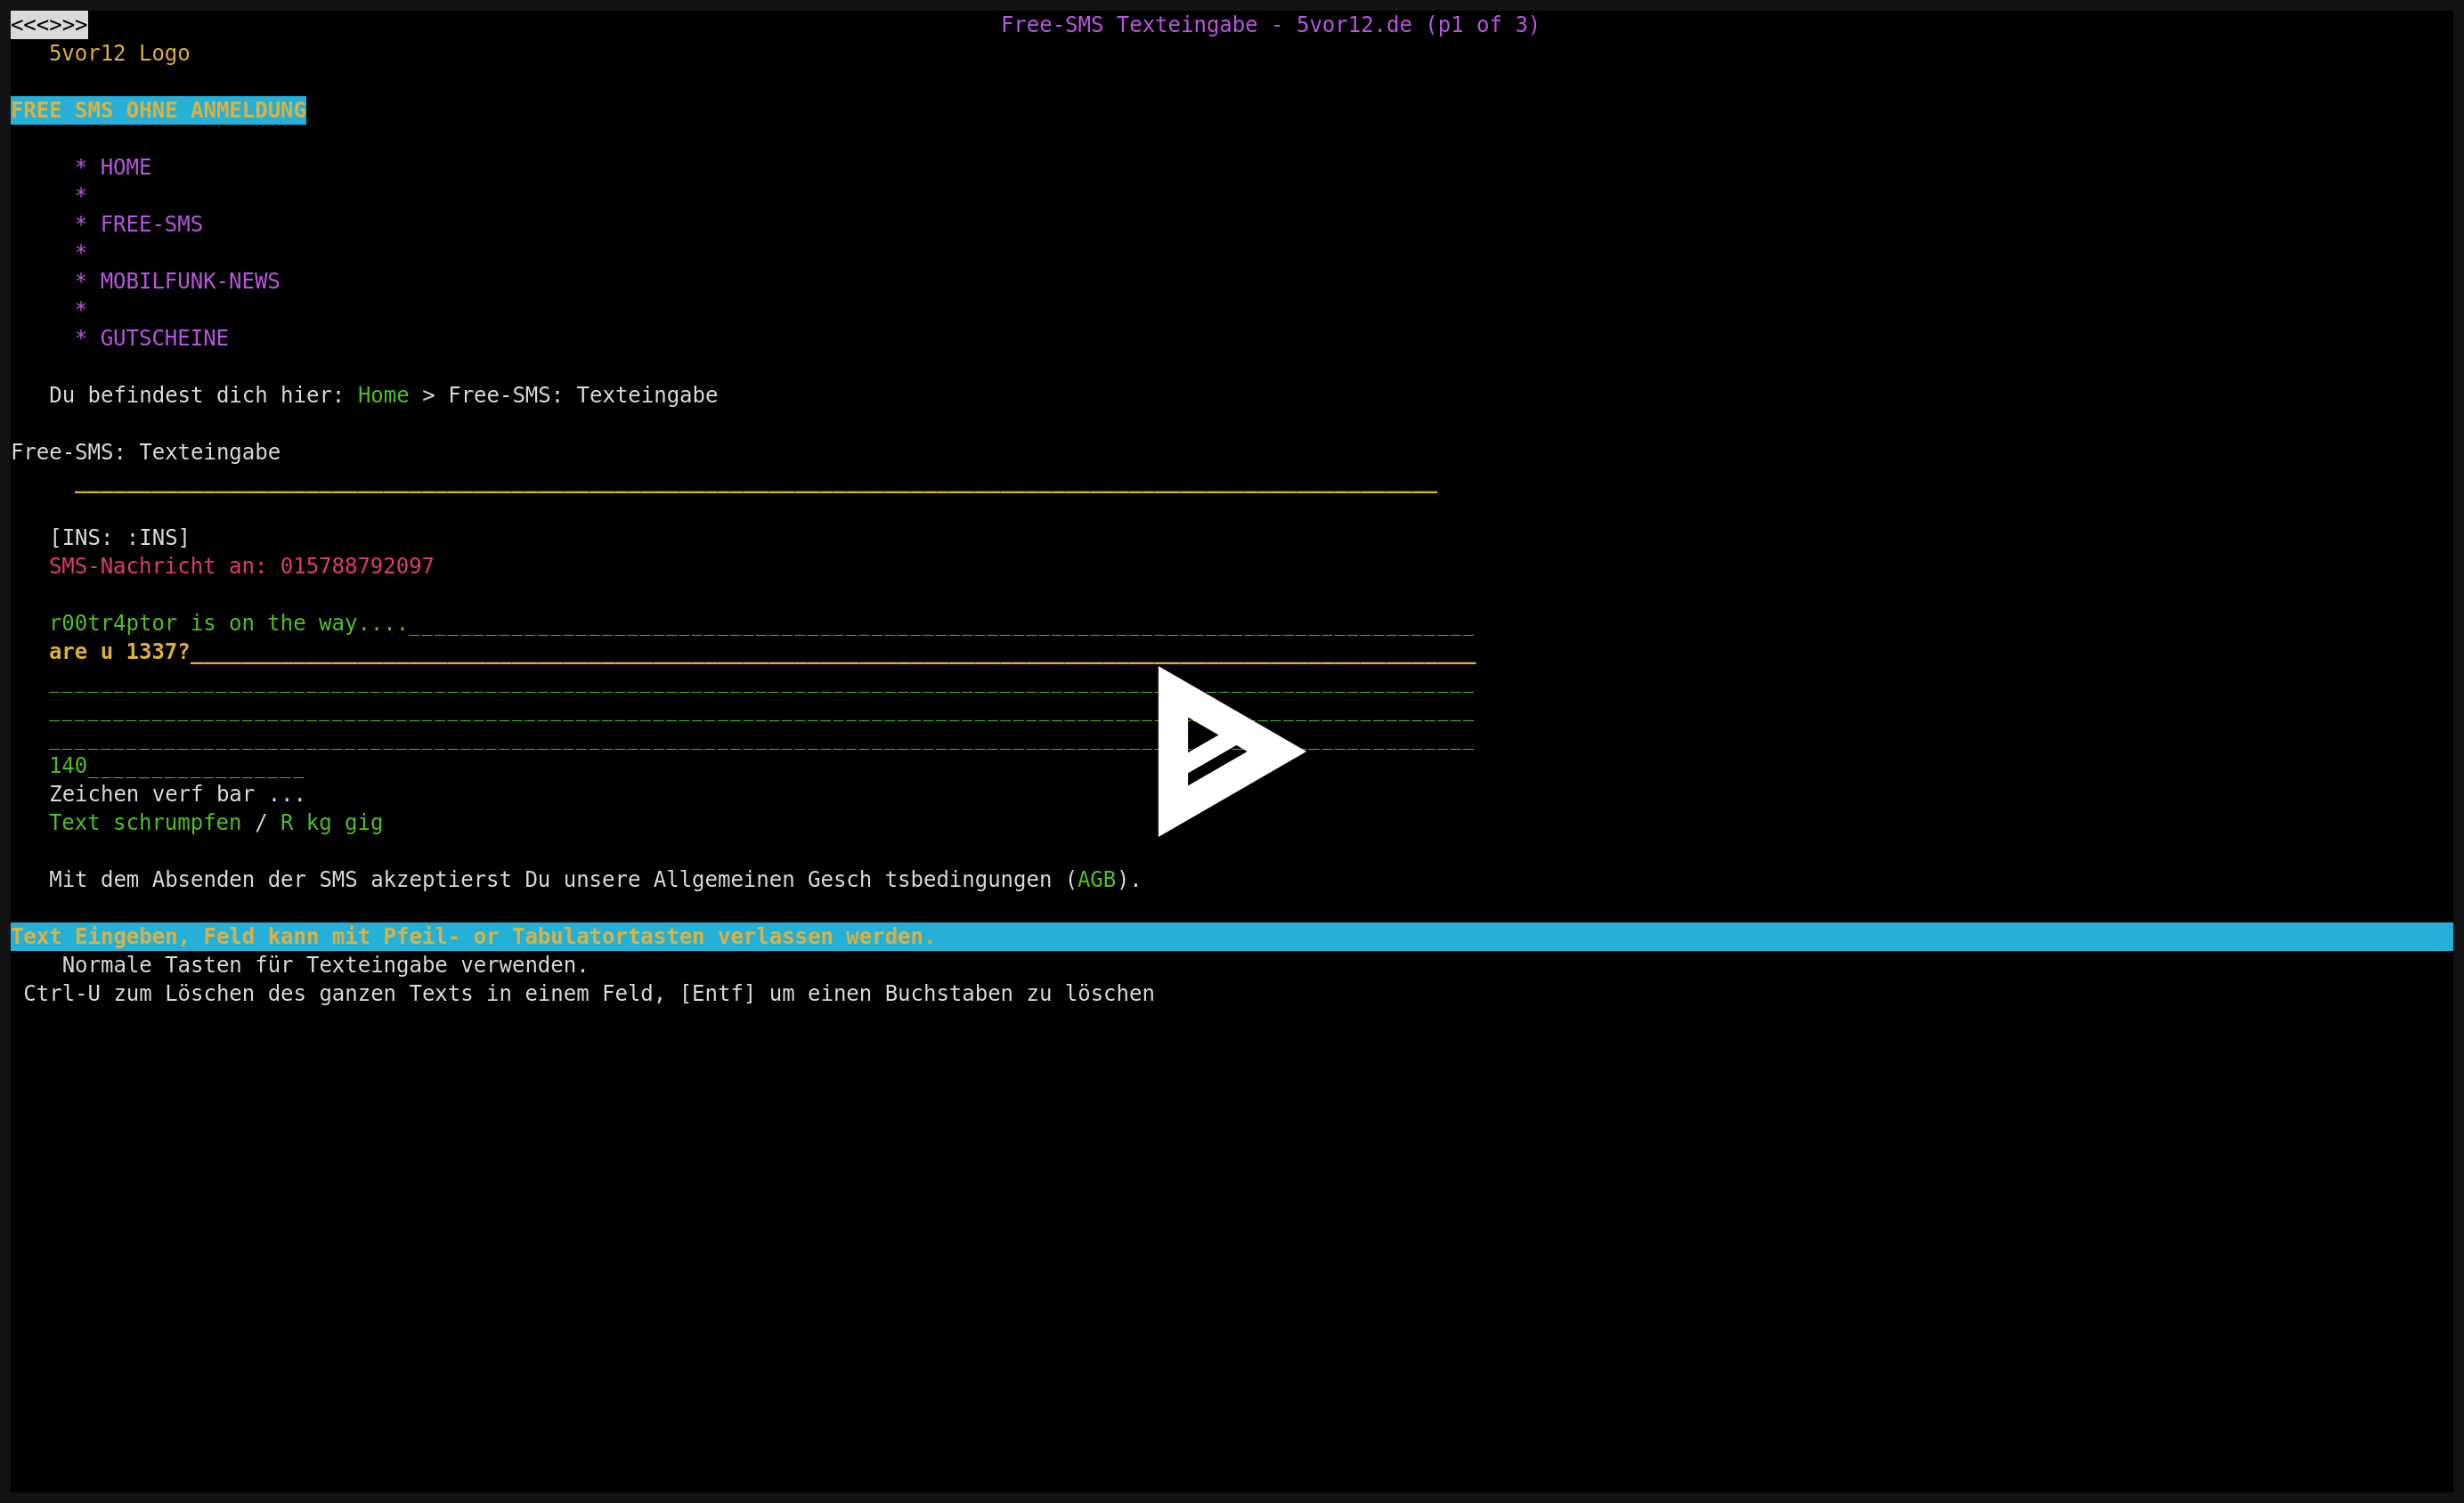 <<<>>>
Free-SMS Texteingabe - 5vor12.de (p1 of 3)
5vor12 Logo
FREE SMS OHNE ANMELDUNG
* HOME
*
* FREE-SMS
*
* MOBILFUNK-NEWS
*
* GUTSCHEINE
Du befindest dich hier: Home > Free-SMS: Texteingabe
Free-SMS: Texteingabe
[INS: :INS]
SMS-Nachricht an: 015788792097
r00tr4ptor is on the way....
are u 1337?
140
Zeichen verf bar ...
Text schrumpfen / R kg gig
Mit dem Absenden der SMS akzeptierst Du unsere Allgemeinen Gesch tsbedingungen (AGB).
Text Eingeben, Feld kann mit Pfeil- or Tabulatortasten verlassen werden.
Normale Tasten für Texteingabe verwenden.
Ctrl-U zum Löschen des ganzen Texts in einem Feld, [Entf] um einen Buchstaben zu löschen